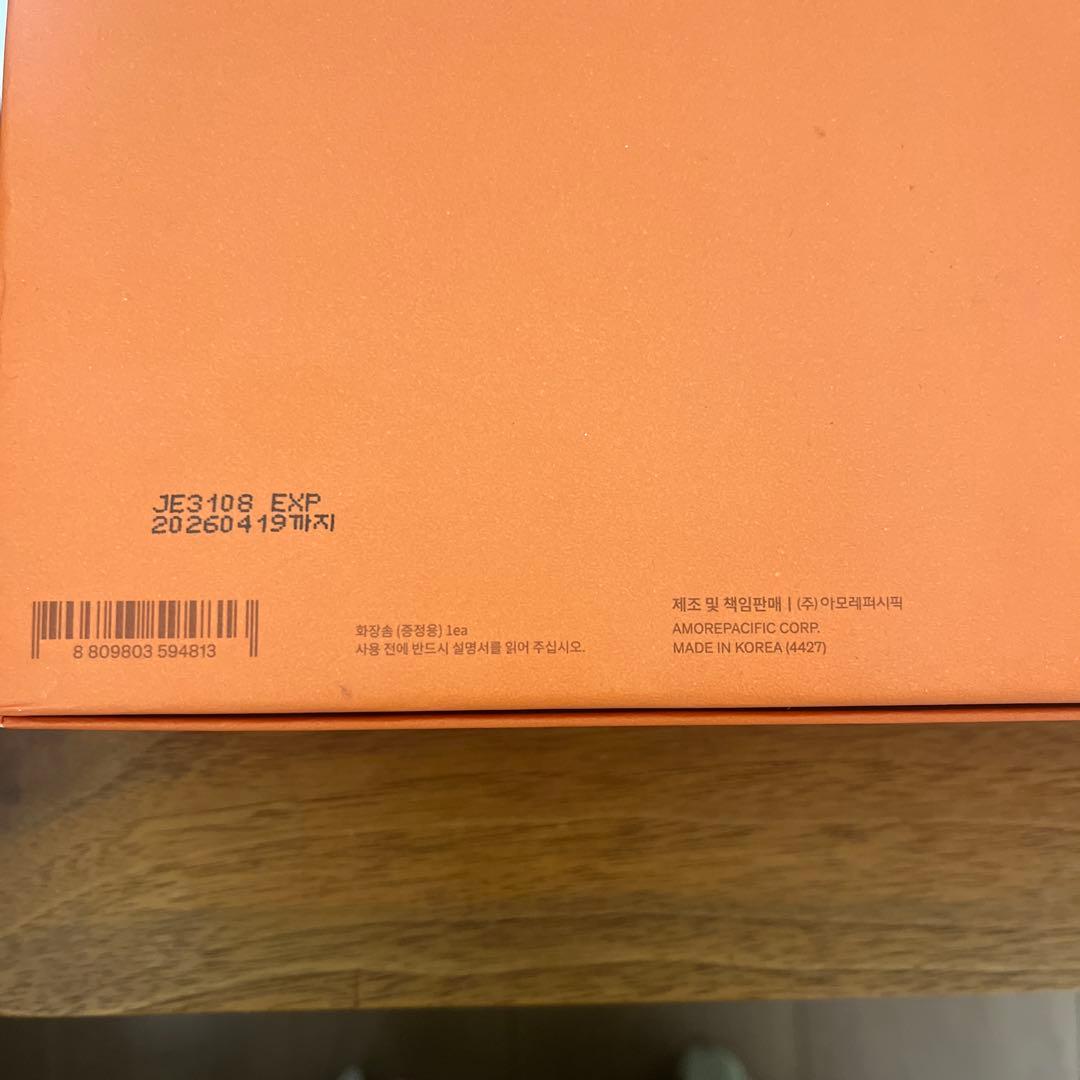 JE3108 EXP
20260419까지
8 809803 594813
화장솜 (증정용) 1ea
사용 전에 반드시 설명서를 읽어 주십시오.
제조 및 책임판매 | (주)아모레퍼시픽
AMOREPACIFIC CORP.
MADE IN KOREA (4427)